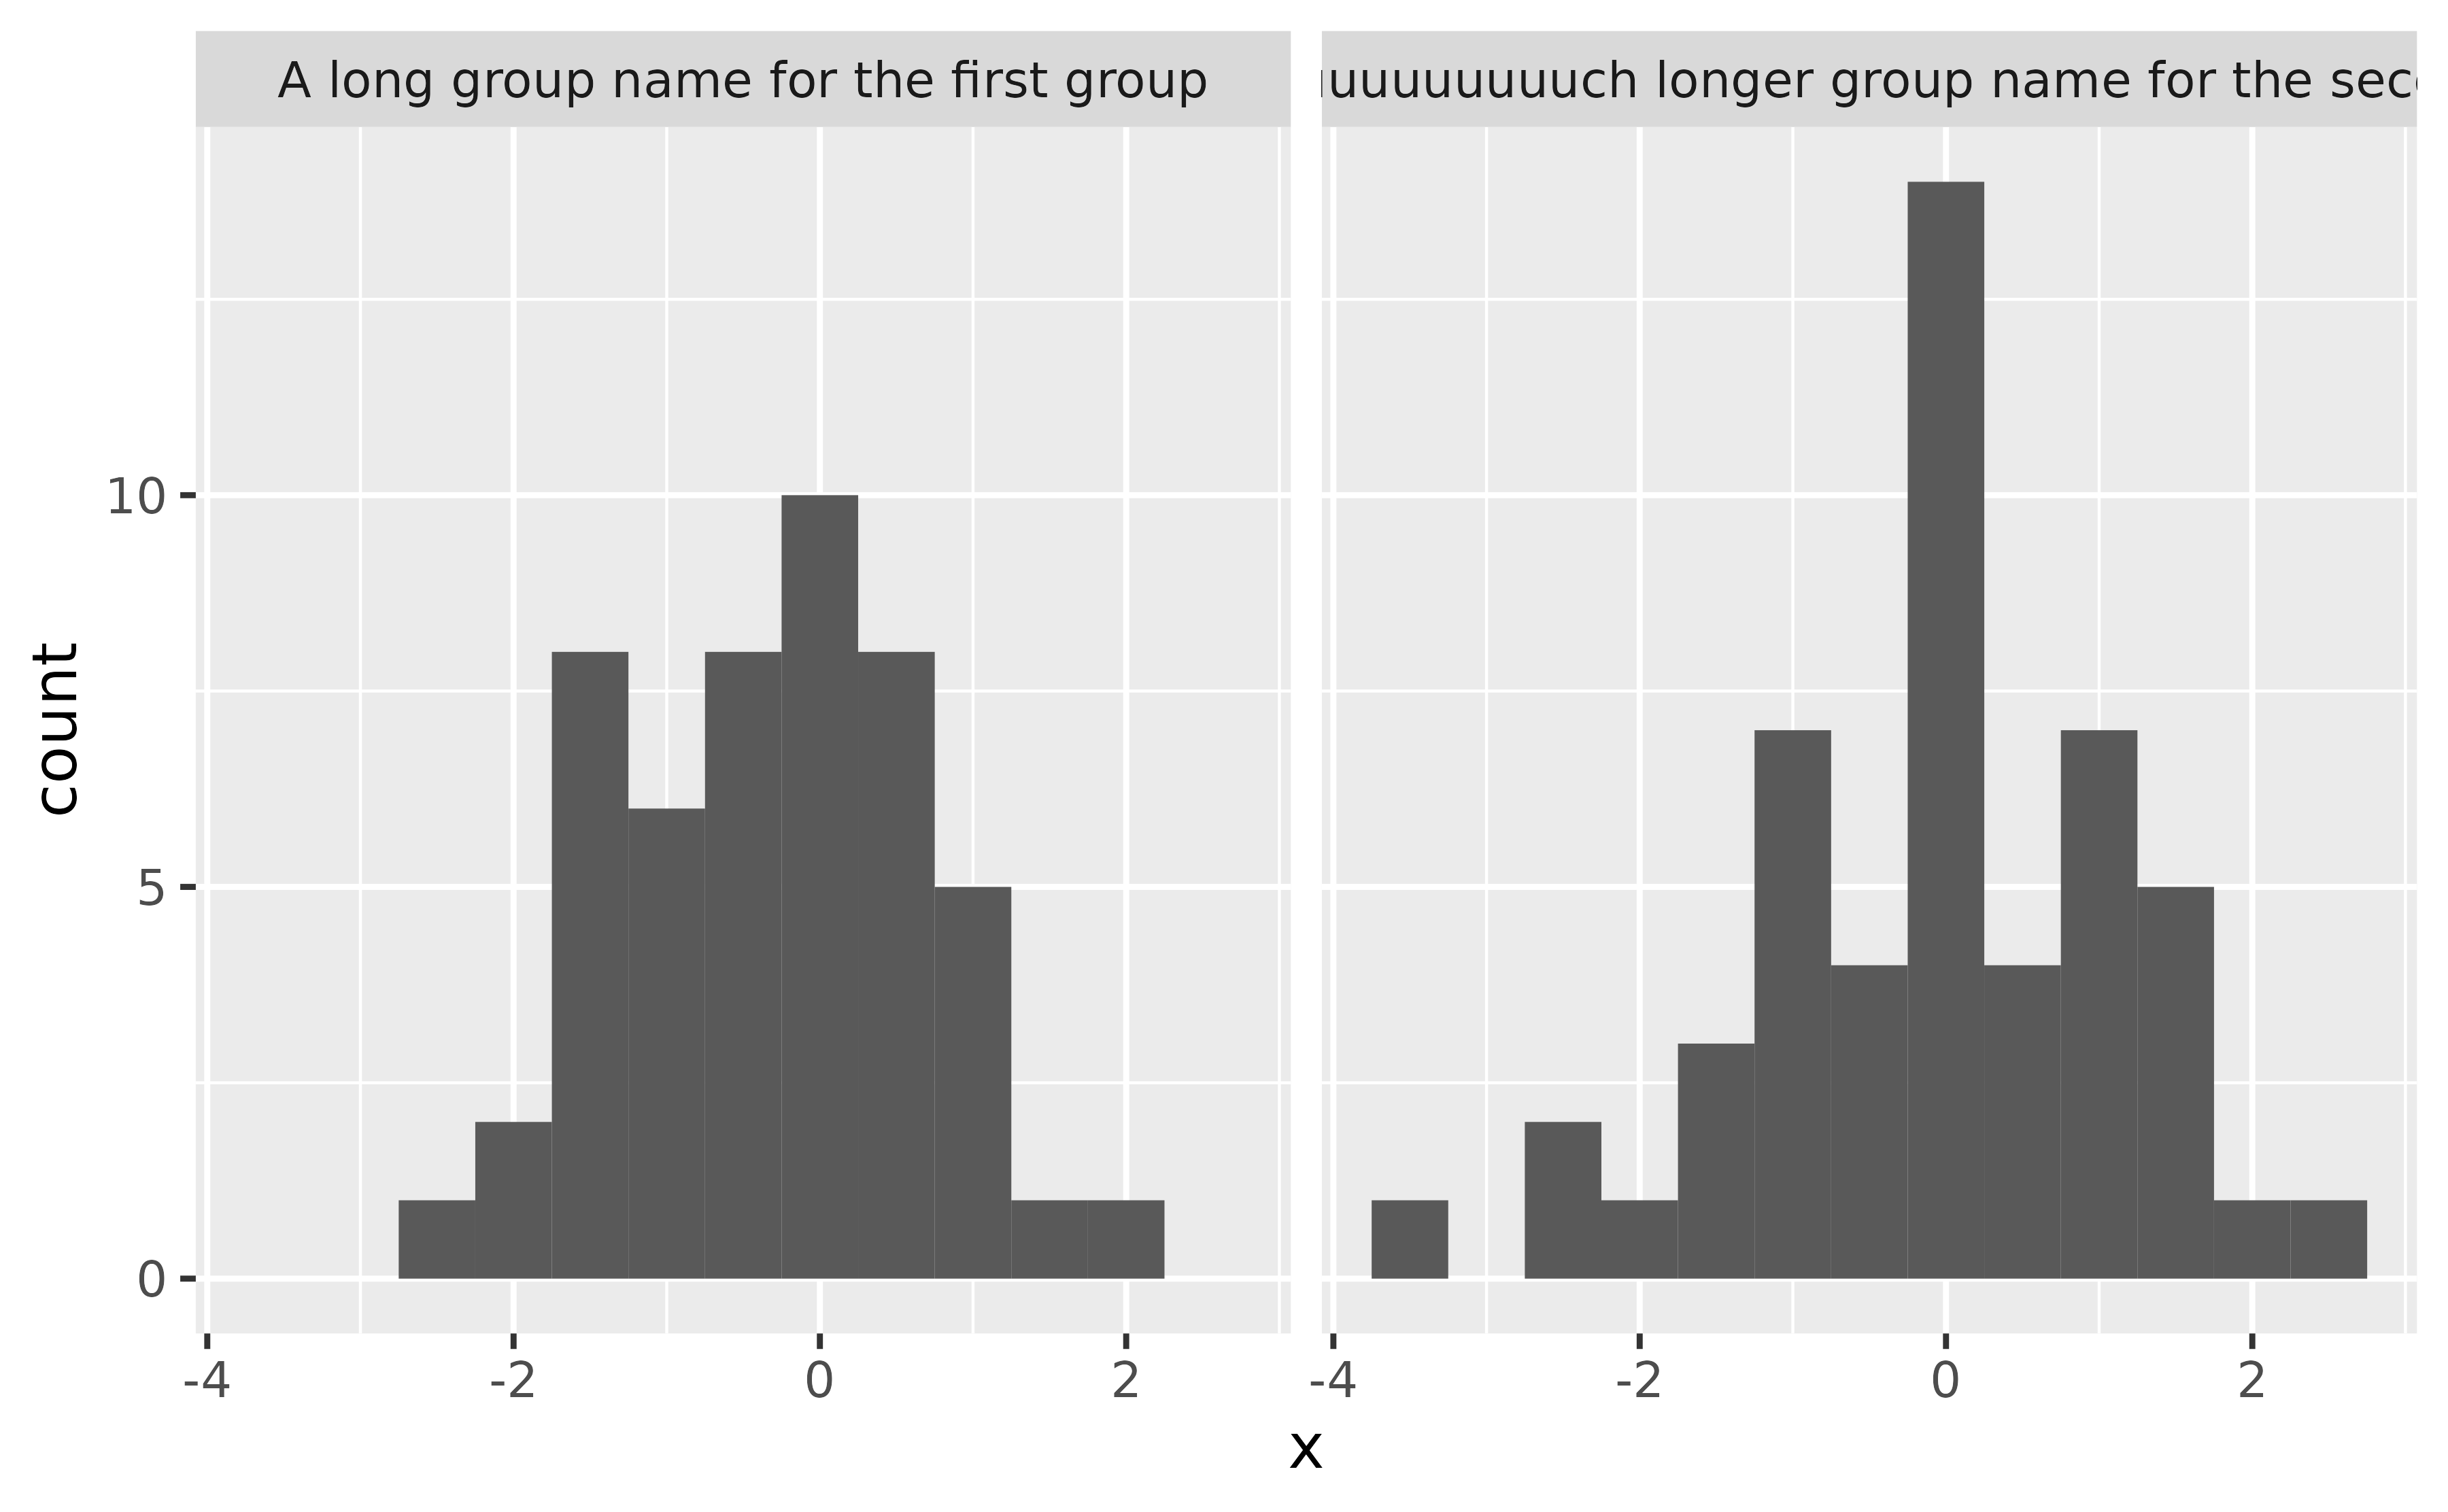 A long group name for the first group
uuuuuuuuch longer group name for the sec
count
10
5
0
-4 -2 0 2
-4 -2 0 2
x